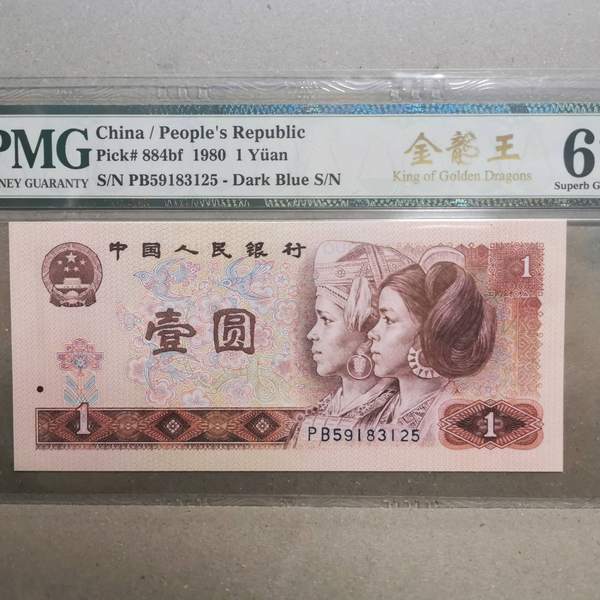 PMG
China / People's Republic
Pick# 884bf 1980 1 Yüan
NEY GUARANTY
S/N PB59183125 - Dark Blue S/N
金龍王
King of Golden Dragons
6
Superb G
中国人民银行
1
壹圆
1
PB59183125
1